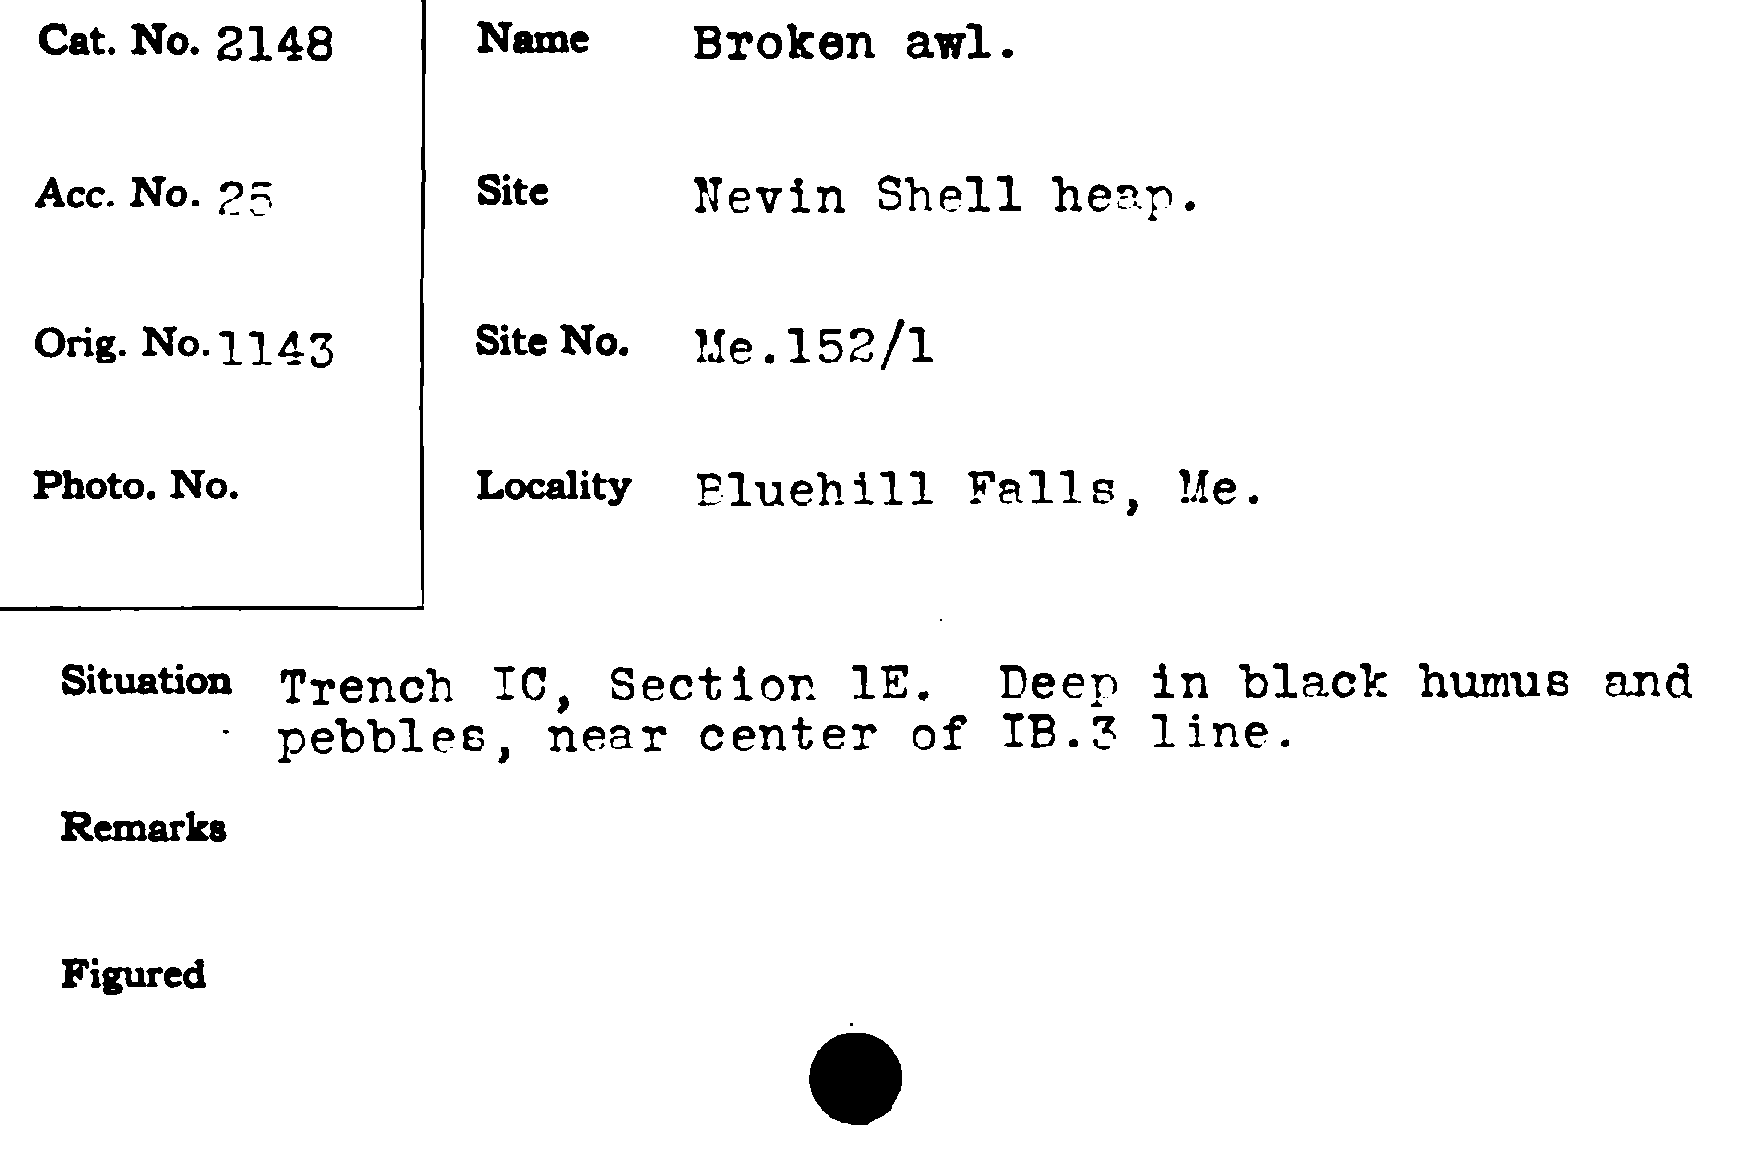 Cat. No. 2148
Name Broken awl.
Acc. No. 25
Site Nevin Shell heap.
Orig. No. 1143
Site No. Me.152/1
Photo. No.
Locality Bluehill Falls, Me.
Situation Trench IC, Section 1E. Deep in black humus and
pebbles, near center of IB.3 line.
Remarks
Figured